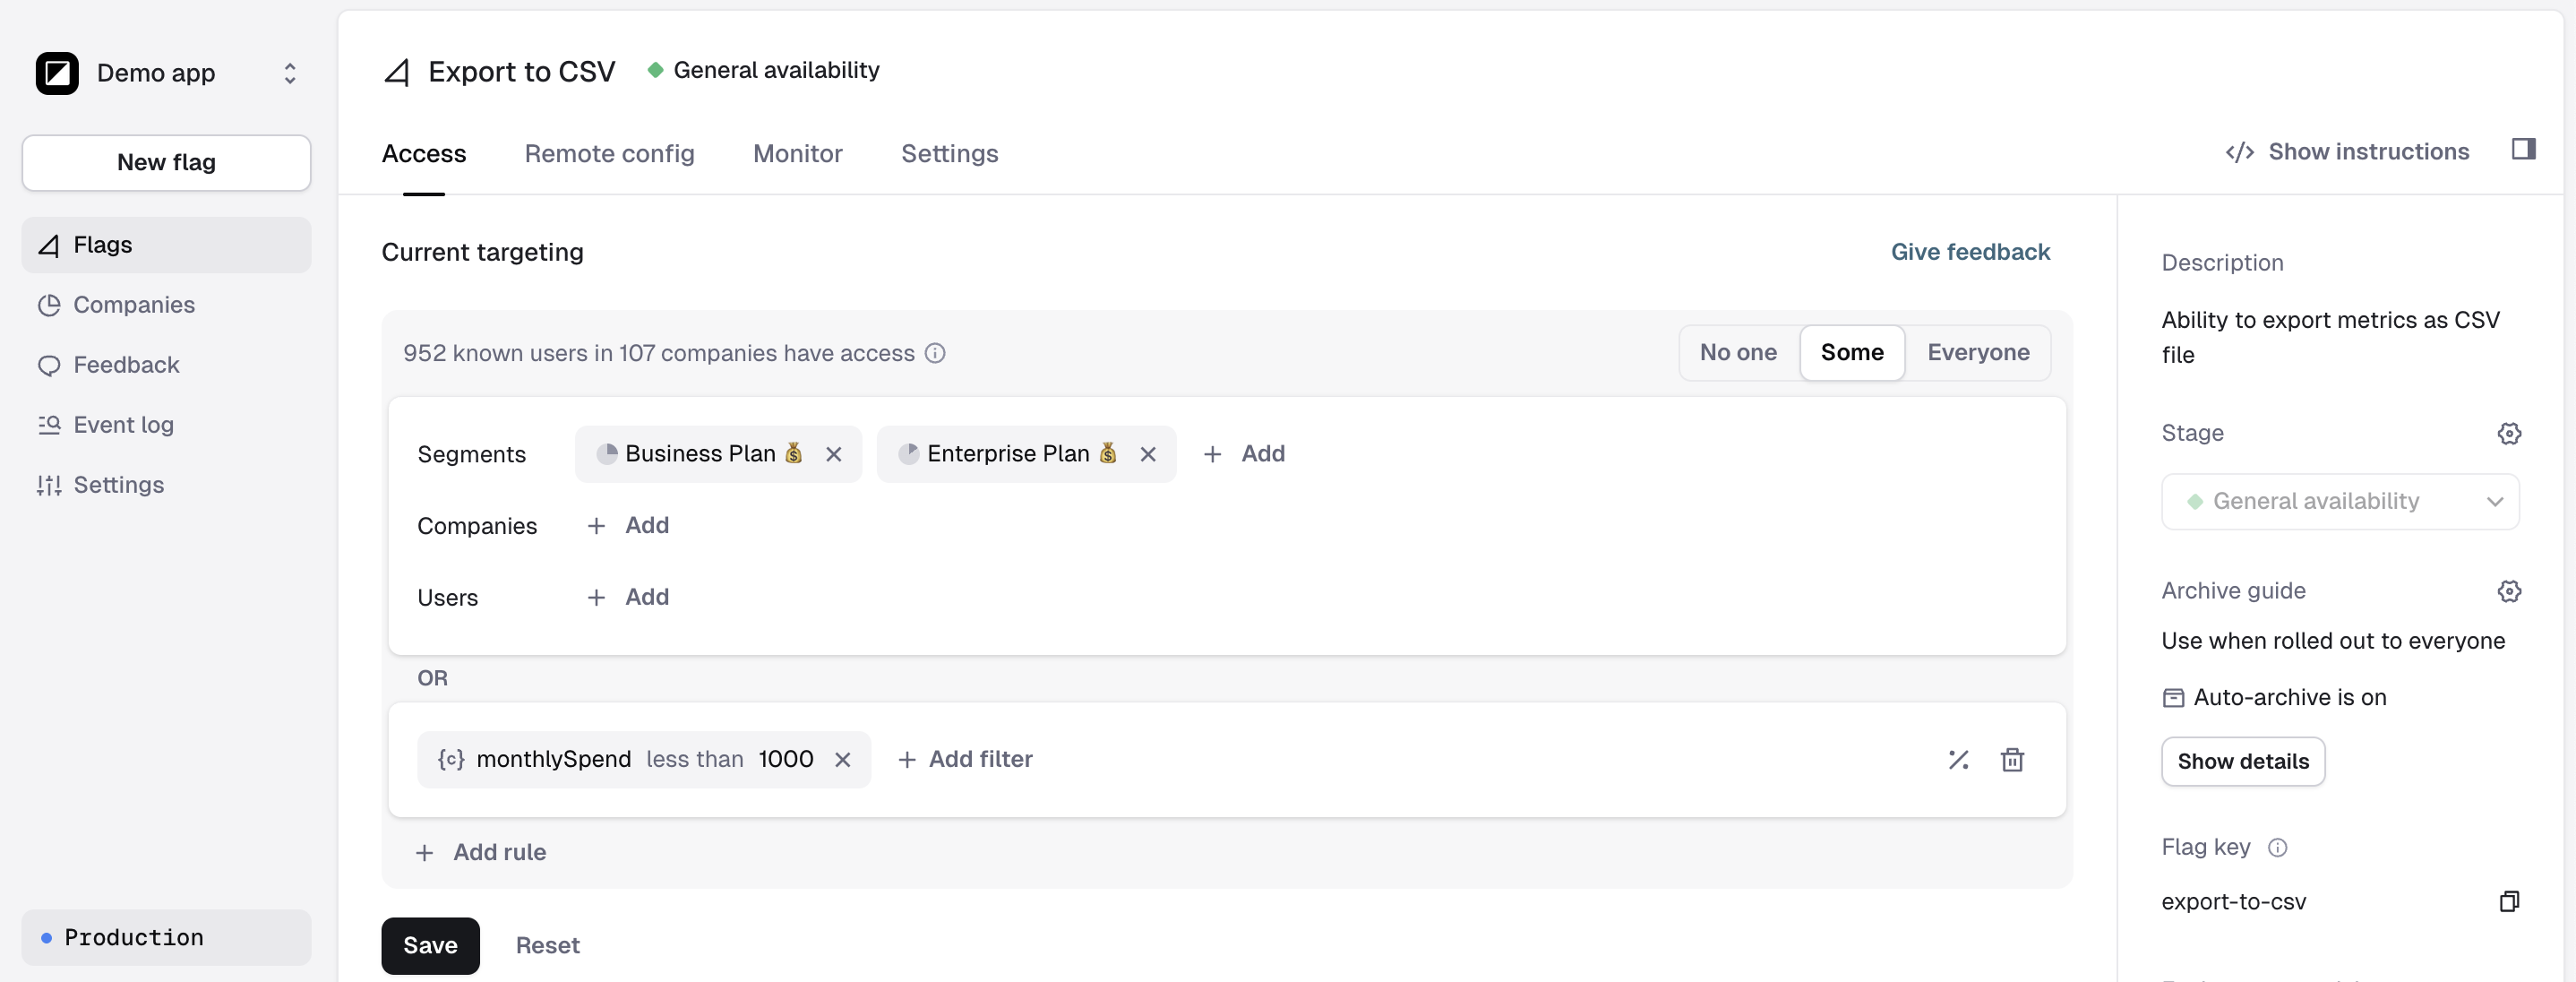 Demo app
New flag
Flags
Companies
Feedback
Event log
Settings
Production
Export to CSV General availability
Access Remote config Monitor Settings
</> Show instructions
Current targeting
Give feedback
952 known users in 107 companies have access
No one Some Everyone
Segments Business Plan 💰 Enterprise Plan 💰 + Add
Companies + Add
Users + Add
OR
{c} monthlySpend less than 1000 + Add filter
+ Add rule
Save Reset
Description
Ability to export metrics as CSV
file
Stage
General availability
Archive guide
Use when rolled out to everyone
Auto-archive is on
Show details
Flag key
export-to-csv